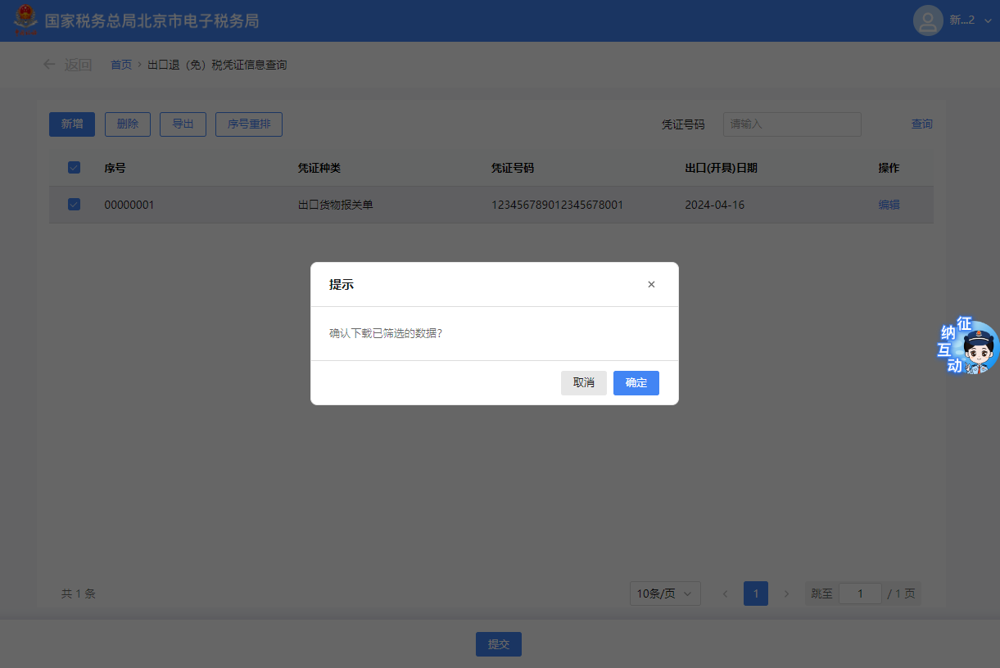 国家税务总局北京市电子税务局
新...2
返回 首页 › 出口退（免）税凭证信息查询
新增 删除 导出 序号重排 凭证号码 请输入 查询
序号 凭证种类 凭证号码 出口(开具)日期 操作
00000001 出口货物报关单 123456789012345678001 2024-04-16 编辑
提示
确认下载已筛选的数据?
取消 确定
征纳互动
共 1 条 10条/页 1 跳至 1 / 1 页
提交